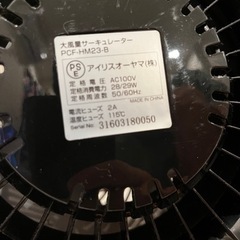 大風量サーキュレーター
PCF-HM23-B
PSE アイリスオーヤマ(株)
定格電圧 AC100V
定格消費電力 28/29W
定格周波数 50/60Hz
MADE IN CHINA
電流ヒューズ 2A
温度ヒューズ 115℃
Serial No. 31603180050